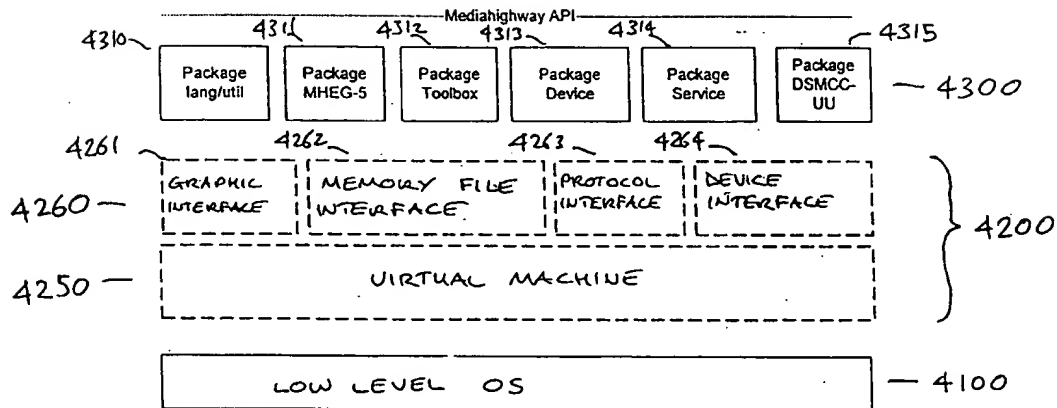 Mediahighway API
4310
4311
4312
4313
4314
4315
Package
lang/util
Package
MHEG-5
Package
Toolbox
Package
Device
Package
Service
Package
DSMCC-
UU
4300
4261
4262
4263
4264
4260
GRAPHIC
INTERFACE
MEMORY FILE
INTERFACE
PROTOCOL
INTERFACE
DEVICE
INTERFACE
4200
4250
VIRTUAL MACHINE
LOW LEVEL OS
4100